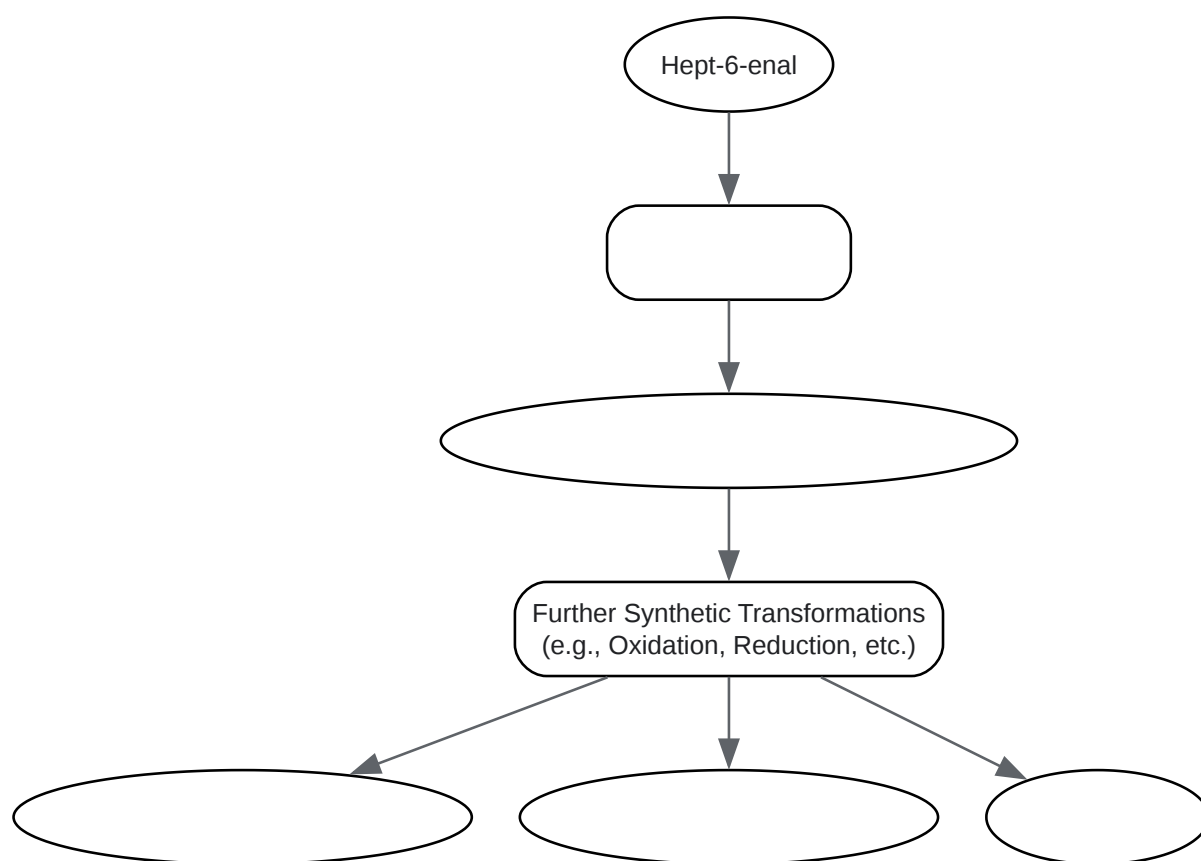 Hept-6-enal
Further Synthetic Transformations
(e.g., Oxidation, Reduction, etc.)